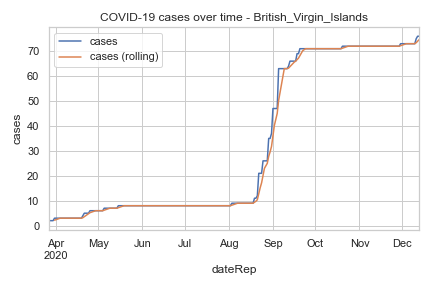 COVID-19 cases over time - British_Virgin_Islands
cases
cases (rolling)
70
60
50
40
30
20
10
0
cases
Apr May Jun Jul Aug Sep Oct Nov Dec
2020
dateRep